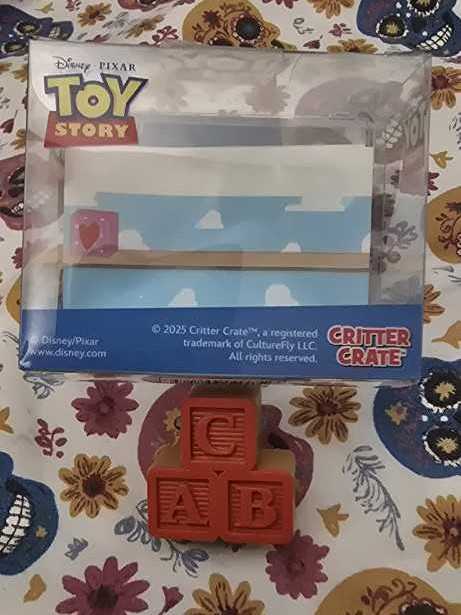 Disney PIXAR
TOY
STORY
© Disney/Pixar
www.disney.com
© 2025 Critter Crate™, a registered
trademark of CultureFly LLC.
All rights reserved.
CRITTER
CRATE™
C
A B